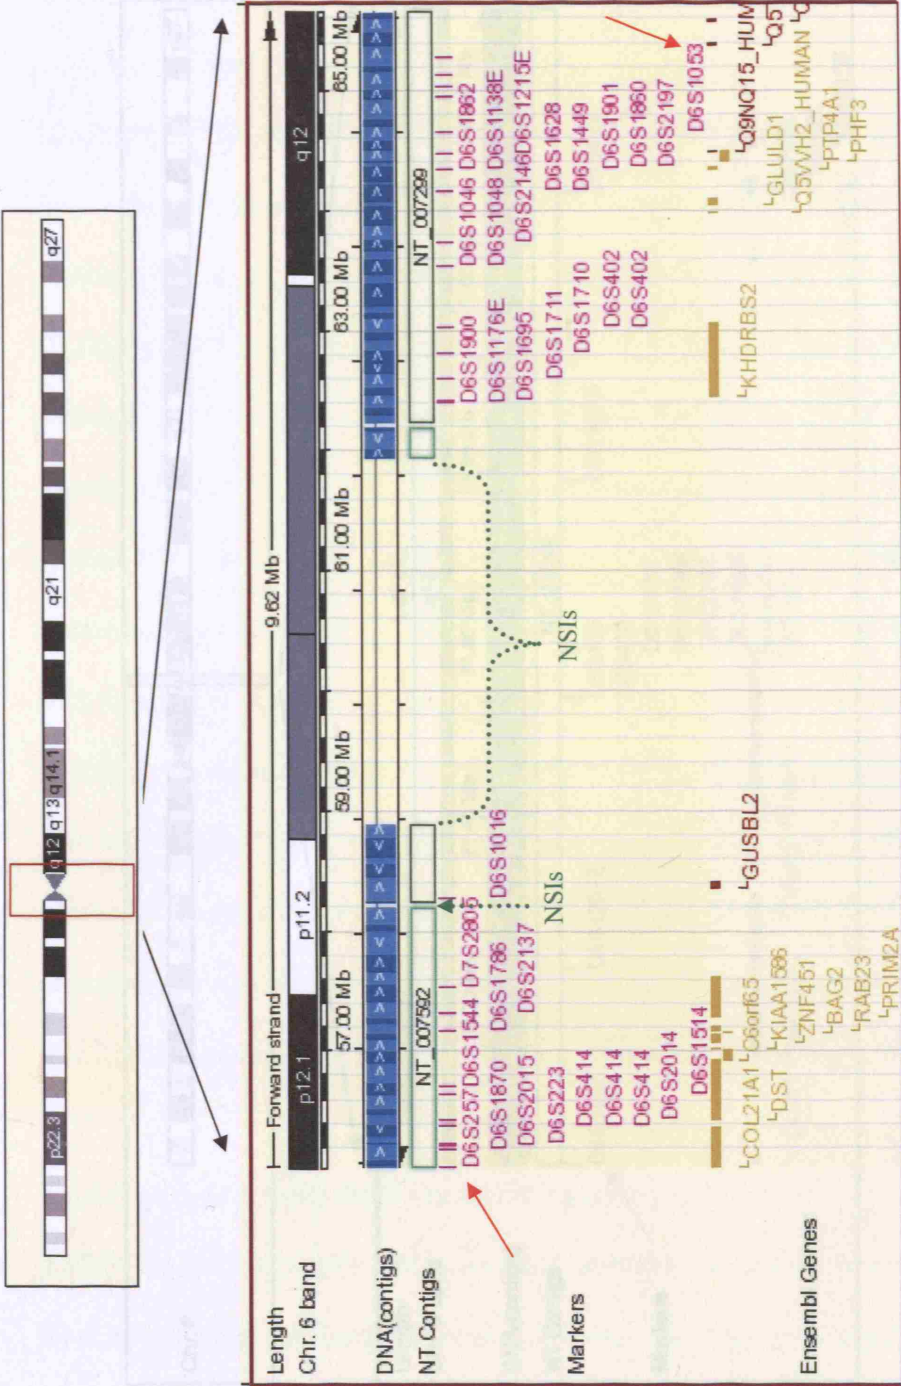 p22.3 q12 q13 q14.1 q21 q27
Length Forward strand 9.62 Mb
Chr. 6 band p12.1 p11.2 q12
57.00 Mb 59.00 Mb 61.00 Mb 63.00 Mb 65.00 Mb
DNA(contigs)
NT Contigs NT_007592 NT_007299
Markers
D6S257 D6S1544 D7S2805 D6S1900 D6S1046 D6S1862
D6S1870 D6S1786 D6S1016 D6S1176E D6S1048 D6S1138E
D6S2015 D6S2137 D6S1695 D6S2146 D6S1215E
D6S223 D6S1711 D6S1628
D6S414 D6S1710 D6S1449
D6S414 D6S402 D6S1901
D6S414 D6S402 D6S1860
D6S2014 D6S2197
D6S1514 D6S1053
NSIs
NSIs
Ensembl Genes
COL21A1 C6orf65 GUSBL2 KHDRBS2 Q9NQ15_HUM
DST KIAA1586 GLULD1 Q5
ZNF451 Q5VVH2_HUMAN
BAG2 PTP4A1
RAB23 PHF3
PRIM2A